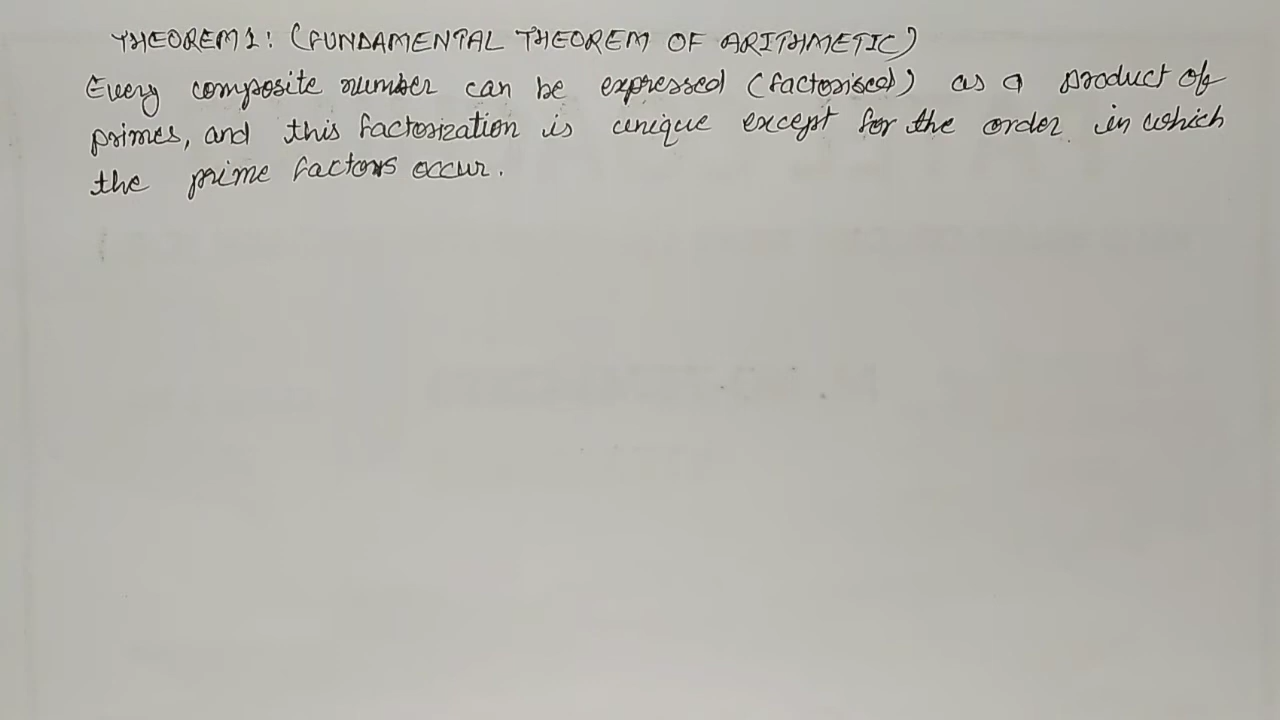 THEOREM 1: (FUNDAMENTAL THEOREM OF ARITHMETIC)
Every composite number can be expressed (factorised) as a product of
primes, and this factorization is unique except for the order in which
the prime factors occur.